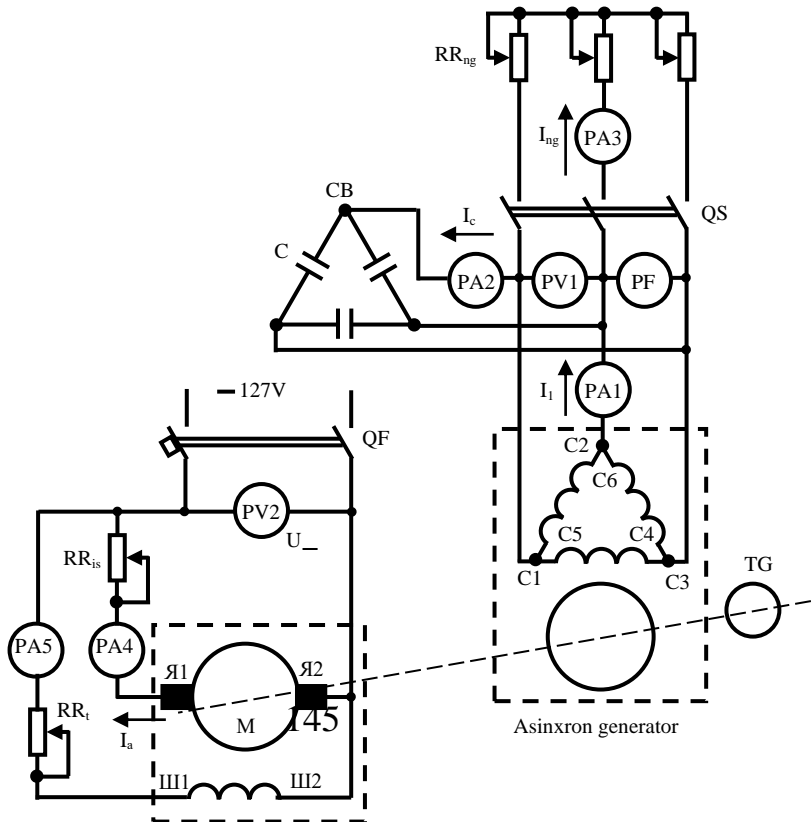 RRng
Ing
PA3
CB
Ic
QS
C
PA2
PV1
PF
I1
PA1
127V
QF
C2
C6
C5
C4
C1
C3
TG
PV2
U_
RRis
PA5
PA4
Я1
Я2
M
145
RRt
Ia
Ш1
Ш2
Asinxron generator